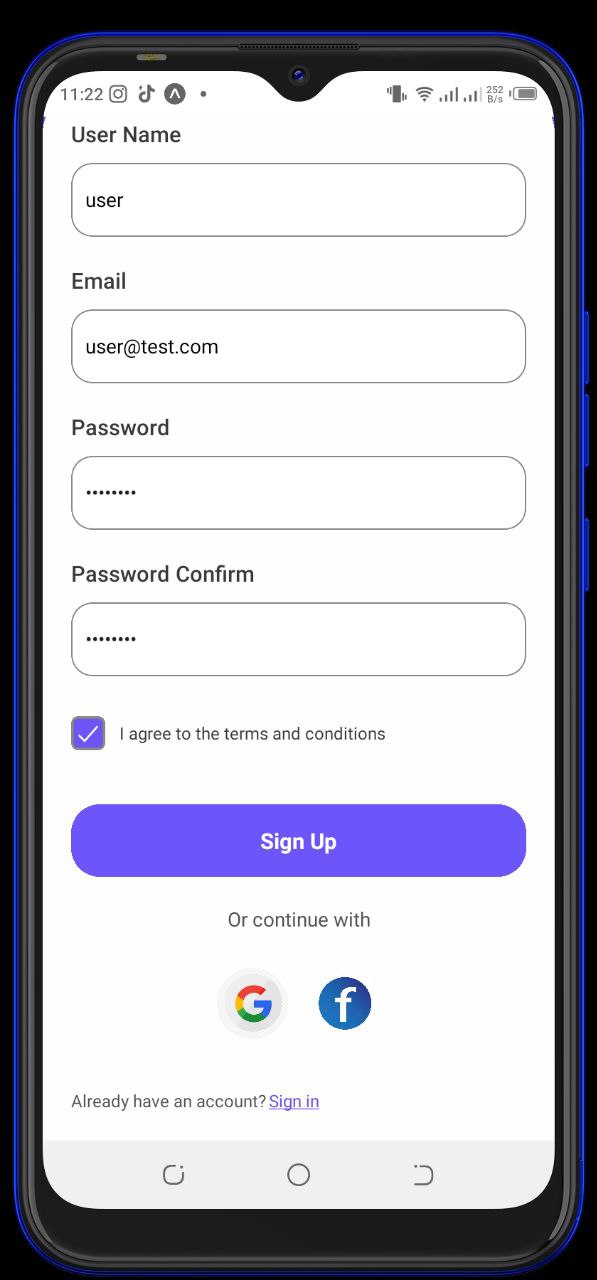 11:22
252
B/s
User Name
user
Email
user@test.com
Password
••••••••
Password Confirm
••••••••
I agree to the terms and conditions
Sign Up
Or continue with
G f
Already have an account? Sign in